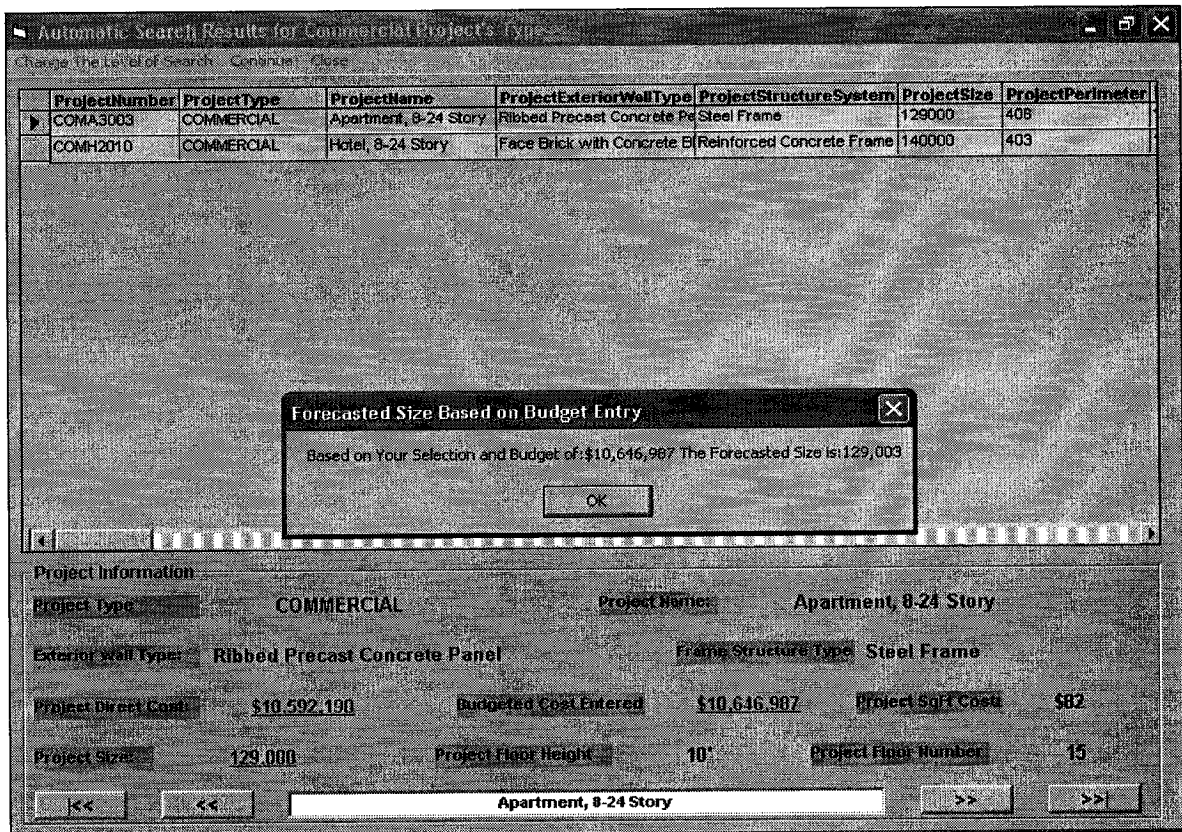 Automatic Search Results for Commercial Project's Type
Change The Level of Search Continue Close
ProjectNumber ProjectType ProjectName ProjectExteriorWallType ProjectStructureSystem ProjectSize ProjectPerimeter
COMA3003 COMMERCIAL Apartment, 8-24 Story Ribbed Precast Concrete Pa Steel Frame 129000 408
COMH2010 COMMERCIAL Hotel, 8-24 Story Face Brick with Concrete B Reinforced Concrete Frame 140000 403
Forecasted Size Based on Budget Entry
Based on Your Selection and Budget of:$10,646,987 The Forecasted Size is:129,003
OK
Project Information
Project Type COMMERCIAL Project Name: Apartment, 8-24 Story
Exterior Wall Type: Ribbed Precast Concrete Panel Frame Structure Type Steel Frame
Project Direct Cost: $10,592,190 Budgeted Cost Entered $10,646,987 Project Sqrf Cost: $82
Project Size: 129,000 Project Floor Height 10' Project Floor Number: 15
|<< << Apartment, 8-24 Story >> >>|